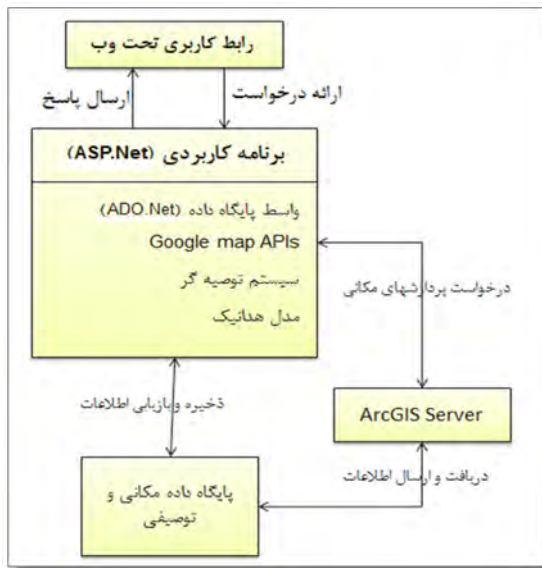 رابط کاربری تحت وب
ارسال پاسخ
ارائه درخواست
برنامه کاربردی (ASP.Net)
واسط پایگاه داده (ADO.Net)
Google map APIs
سیستم توصیه گر
مدل هدانیک
درخواست پردازشهای مکانی
ذخیره و بازیابی اطلاعات
ArcGIS Server
دریافت و ارسال اطلاعات
پایگاه داده مکانی و
توصیفی